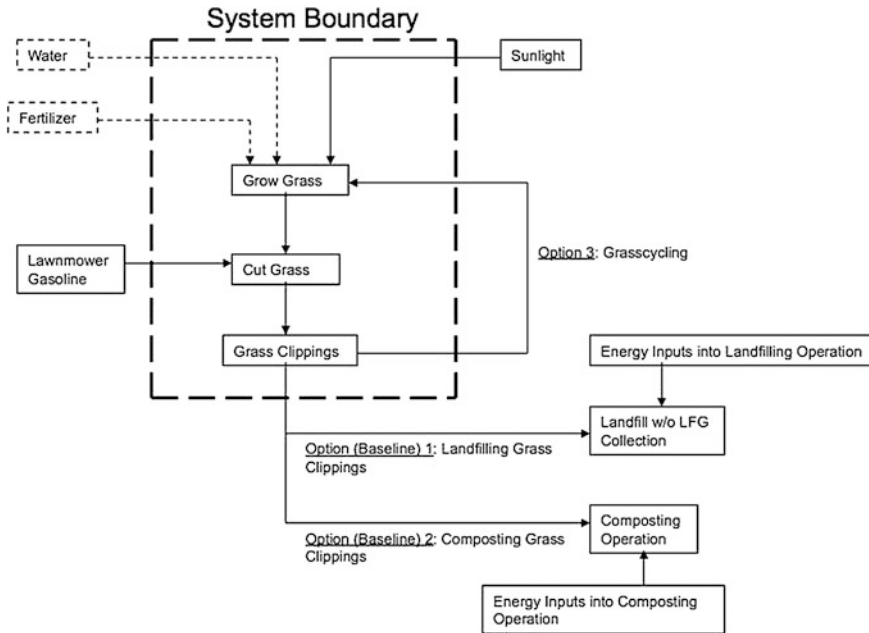 System Boundary
Water
Sunlight
Fertilizer
Grow Grass
Option 3: Grasscycling
Lawnmower
Gasoline
Cut Grass
Grass Clippings
Energy Inputs into Landfilling Operation
Landfill w/o LFG
Collection
Option (Baseline) 1: Landfilling Grass
Clippings
Composting
Operation
Option (Baseline) 2: Composting Grass
Clippings
Energy Inputs into Composting
Operation